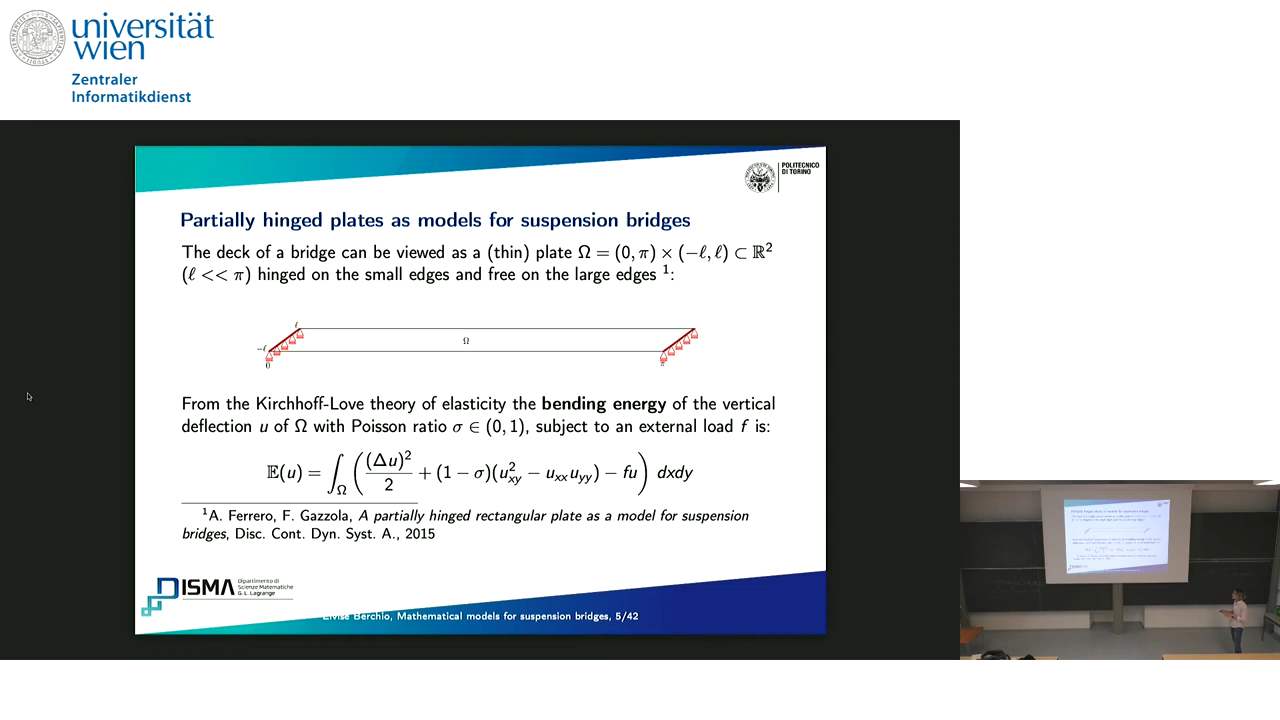 universität
wien
Zentraler
Informatikdienst
POLITECNICO
DI TORINO
Partially hinged plates as models for suspension bridges
The deck of a bridge can be viewed as a (thin) plate Ω = (0, π) × (−ℓ, ℓ) ⊂ ℝ²
(ℓ << π) hinged on the small edges and free on the large edges ¹:
ℓ
−ℓ
Ω
0
π
From the Kirchhoff-Love theory of elasticity the bending energy of the vertical
deflection u of Ω with Poisson ratio σ ∈ (0, 1), subject to an external load f is:
𝔼(u) = ∫_Ω ( (Δu)²/2 + (1 − σ)(u²_xy − u_xx u_yy) − fu ) dxdy
¹A. Ferrero, F. Gazzola, A partially hinged rectangular plate as a model for suspension
bridges, Disc. Cont. Dyn. Syst. A., 2015
DISMA
Dipartimento di
Scienze Matematiche
G. L. Lagrange
Berchio, Mathematical models for suspension bridges, 5/42